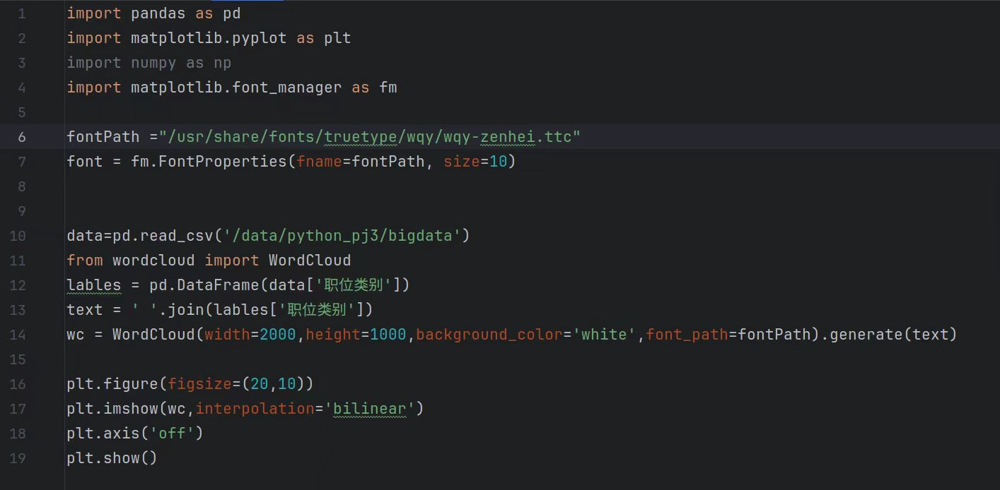 1 import pandas as pd
2 import matplotlib.pyplot as plt
3 import numpy as np
4 import matplotlib.font_manager as fm
5
6 fontPath ="/usr/share/fonts/truetype/wqy/wqy-zenhei.ttc"
7 font = fm.FontProperties(fname=fontPath, size=10)
8
9
10 data=pd.read_csv('/data/python_pj3/bigdata')
11 from wordcloud import WordCloud
12 lables = pd.DataFrame(data['职位类别'])
13 text = ' '.join(lables['职位类别'])
14 wc = WordCloud(width=2000,height=1000,background_color='white',font_path=fontPath).generate(text)
15
16 plt.figure(figsize=(20,10))
17 plt.imshow(wc,interpolation='bilinear')
18 plt.axis('off')
19 plt.show()